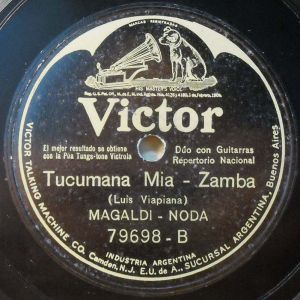 MARCAS REGISTRADAS
"HIS MASTER'S VOICE"
Victor
El mejor resultado se obtiene
con la Púa Tungs-tone Victrola
Dúo con Guitarras
Repertorio Nacional
Tucumana Mia - Zamba
(Luis Viapiana)
MAGALDI - NODA
79698 - B
INDUSTRIA ARGENTINA
VICTOR TALKING MACHINE CO. Camden, N.J. E.U. de A., SUCURSAL ARGENTINA, Buenos Aires